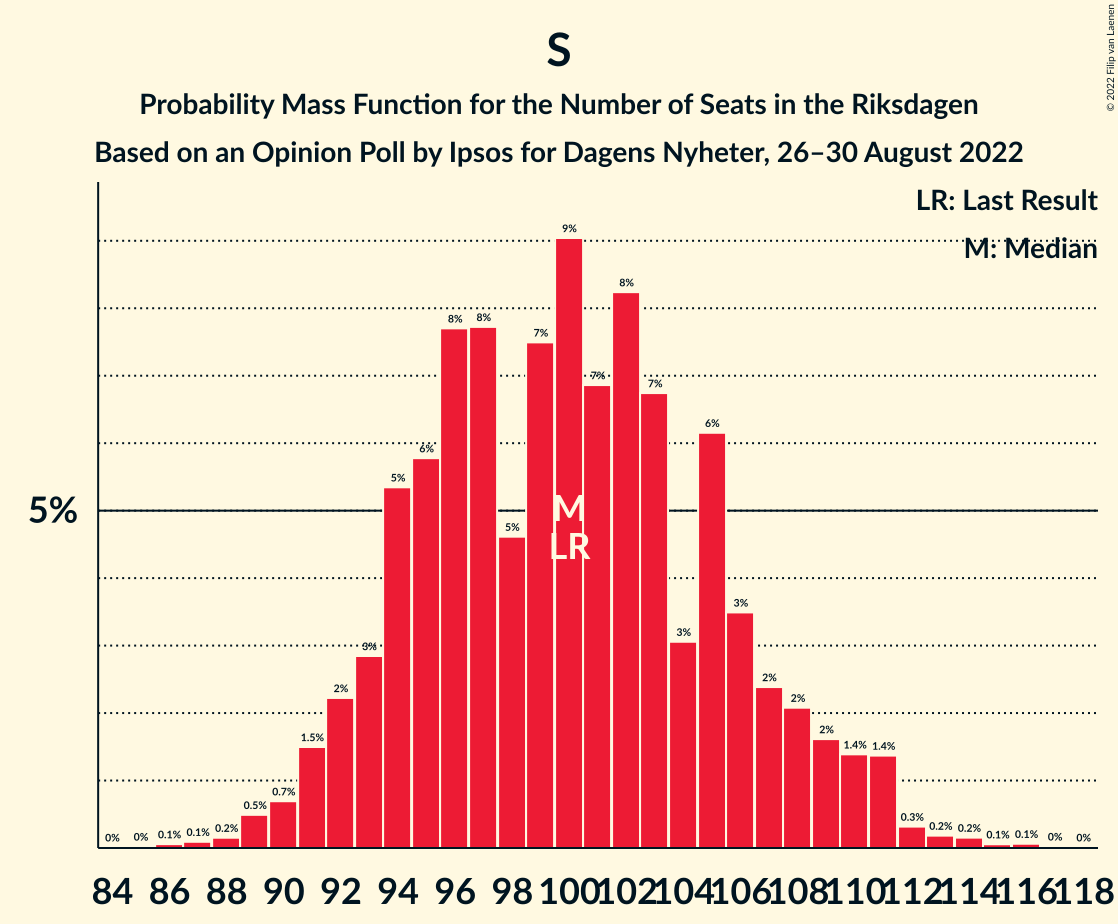 S
Probability Mass Function for the Number of Seats in the Riksdagen
Based on an Opinion Poll by Ipsos for Dagens Nyheter, 26–30 August 2022
© 2022 Filip van Laenen
LR: Last Result
M: Median
5%
0% 0% 0.1% 0.1% 0.2% 0.5% 0.7% 1.5% 2% 3% 5% 6% 8% 8% 5% 7% 9% 7% 8% 7% 3% 6% 3% 2% 2% 2% 1.4% 1.4% 0.3% 0.2% 0.2% 0.1% 0.1% 0% 0%
M
LR
84 86 88 90 92 94 96 98 100 102 104 106 108 110 112 114 116 118